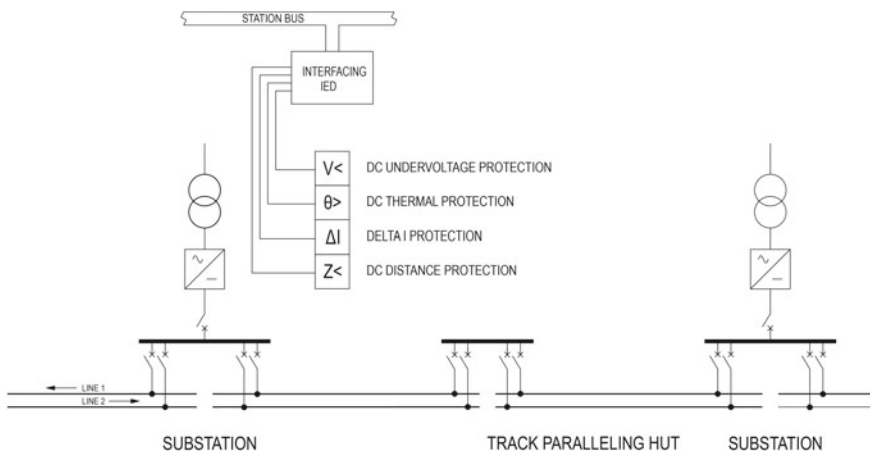 STATION BUS
INTERFACING
IED
V< DC UNDERVOLTAGE PROTECTION
θ> DC THERMAL PROTECTION
ΔI DELTA I PROTECTION
Z< DC DISTANCE PROTECTION
LINE 1
LINE 2
SUBSTATION TRACK PARALLELING HUT SUBSTATION